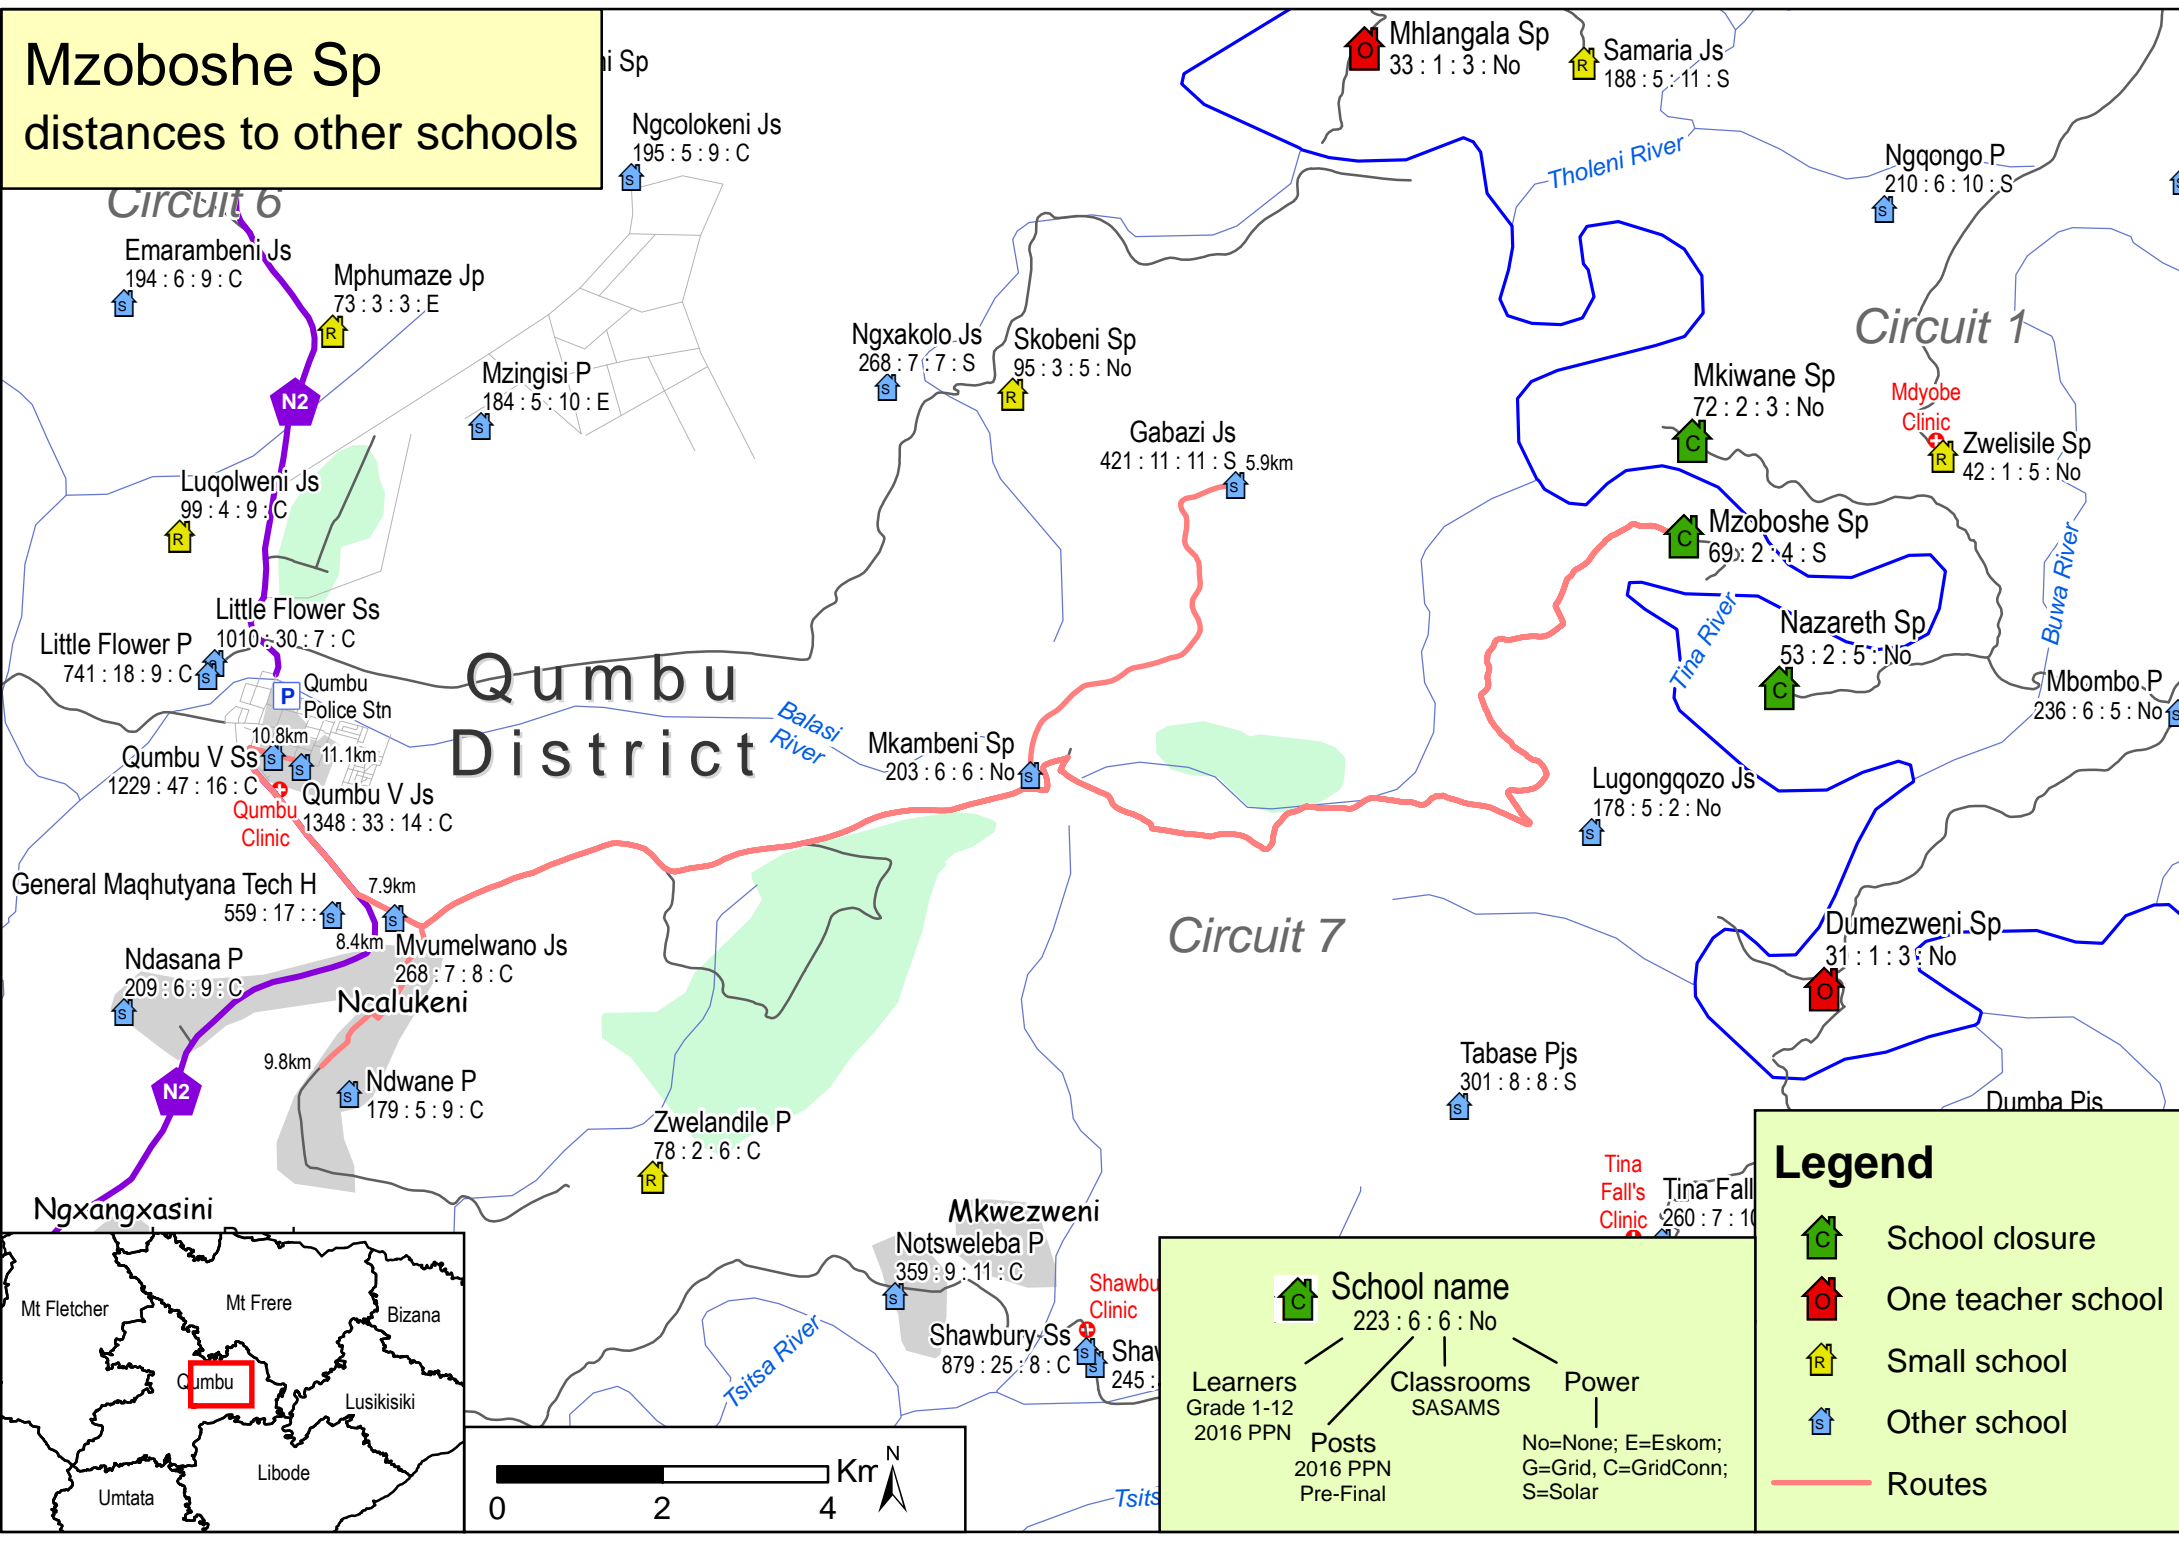 Mzoboshe Sp
distances to other schools
ni Sp
Circuit 6
Ngcolokeni Js
195 : 5 : 9 : C
Mhlangala Sp
33 : 1 : 3 : No
O
Samaria Js
188 : 5 : 11 : S
R
Tholeni River
Ngqongo P
210 : 6 : 10 : S
S
Emarambeni Js
194 : 6 : 9 : C
S
Mphumaze Jp
73 : 3 : 3 : E
R
N2
Mzingisi P
184 : 5 : 10 : E
S
Ngxakolo Js
268 : 7 : 7 : S
S
Skobeni Sp
95 : 3 : 5 : No
R
Circuit 1
Mkiwane Sp
72 : 2 : 3 : No
C
Mdyobe
Clinic
Zwelisile Sp
42 : 1 : 5 : No
R
Gabazi Js
421 : 11 : 11 : S
5.9km
S
Luqolweni Js
99 : 4 : 9 : C
R
Mzoboshe Sp
69 : 2 : 4 : S
C
Buwa River
Tina River
Nazareth Sp
53 : 2 : 5 : No
C
Little Flower Ss
1010 : 30 : 7 : C
S
Little Flower P
741 : 18 : 9 : C
S
P
Qumbu
Police Stn
Qumbu
District
Balasi
River
Mbombo P
236 : 6 : 5 : No
S
10.8km
11.1km
Qumbu V Ss
1229 : 47 : 16 : C
S
S
Qumbu V Js
1348 : 33 : 14 : C
Qumbu
Clinic
Mkambeni Sp
203 : 6 : 6 : No
S
Lugongqozo Js
178 : 5 : 2 : No
S
General Maqhutyana Tech H
559 : 17 : :
S
7.9km
S
8.4km
Mvumelwano Js
268 : 7 : 8 : C
Ncalukeni
Circuit 7
Dumezweni Sp
31 : 1 : 3 : No
O
Ndasana P
209 : 6 : 9 : C
S
9.8km
Ndwane P
179 : 5 : 9 : C
S
N2
Tabase Pjs
301 : 8 : 8 : S
S
Dumba Pjs
Zwelandile P
78 : 2 : 6 : C
R
Tina
Fall's
Clinic
Tina Fall
260 : 7 : 10
Ngxangxasini
Mkwezweni
Notsweleba P
359 : 9 : 11 : C
S
Shawbu
Clinic
Shawbury Ss
879 : 25 : 8 : C
S
S
Shaw
245 :
Tsitsa River
Tsits
Mt Fletcher
Mt Frere
Bizana
Qumbu
Lusikisiki
Libode
Umtata
Km
N
0
2
4
C
School name
223 : 6 : 6 : No
Learners
Grade 1-12
2016 PPN
Posts
2016 PPN
Pre-Final
Classrooms
SASAMS
Power
No=None; E=Eskom;
G=Grid, C=GridConn;
S=Solar
Legend
C
School closure
O
One teacher school
R
Small school
S
Other school
Routes